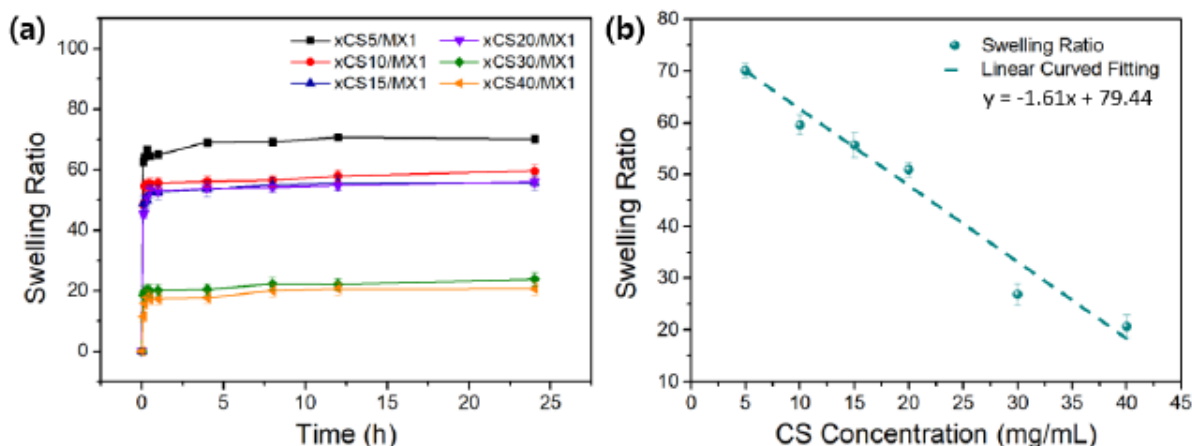 (a)
100
80
60
40
20
0
Swelling Ratio
xCS5/MX1
xCS10/MX1
xCS15/MX1
xCS20/MX1
xCS30/MX1
xCS40/MX1
0 5 10 15 20 25
Time (h)
(b)
80
70
60
50
40
30
20
10
Swelling Ratio
Swelling Ratio
Linear Curved Fitting
y = -1.61x + 79.44
0 5 10 15 20 25 30 35 40 45
CS Concentration (mg/mL)